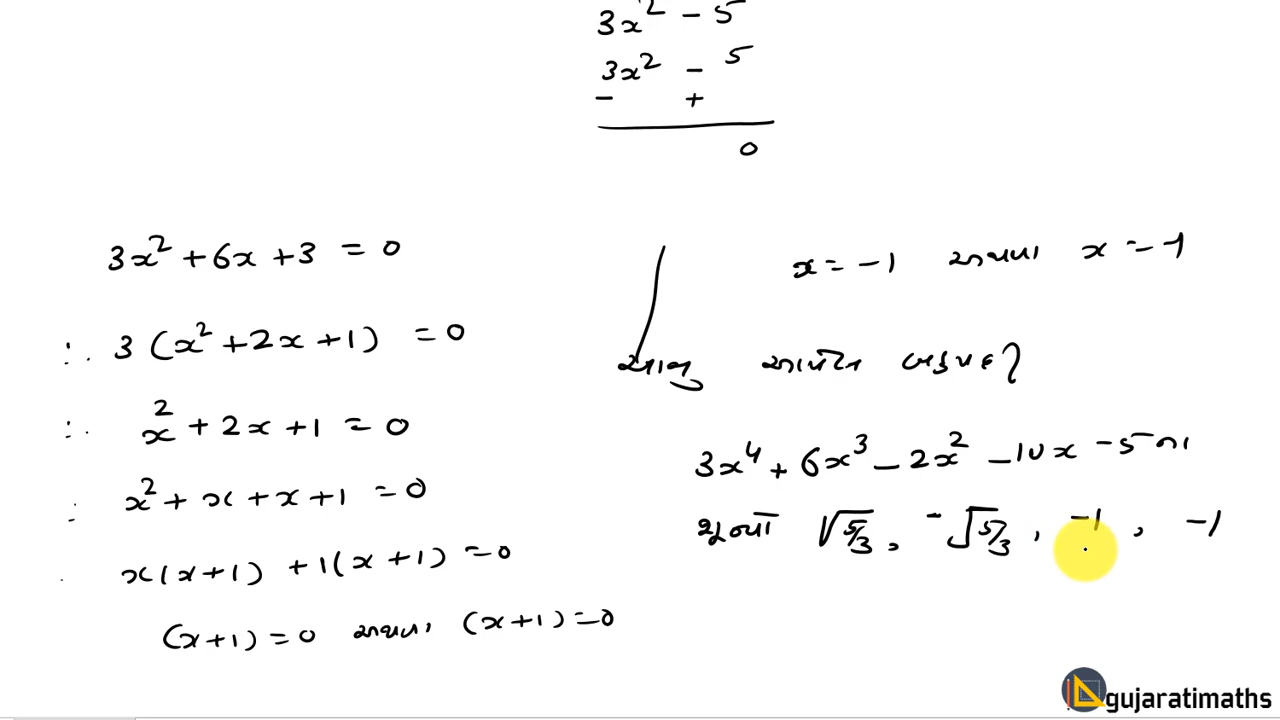 3x² - 5
3x² - 5
- +
0
3x² + 6x + 3 = 0
∴ 3 (x² + 2x + 1) = 0
∴ x² + 2x + 1 = 0
∴ x² + x + x + 1 = 0
x(x + 1) + 1(x + 1) = 0
(x + 1) = 0 અથવા (x + 1) = 0
x = -1 અથવા x = -1
આપેલ બહુપદી
3x⁴ + 6x³ - 2x² - 10x - 5 ના
શૂન્યો √5/3, -√5/3, -1, -1
gujaratimaths